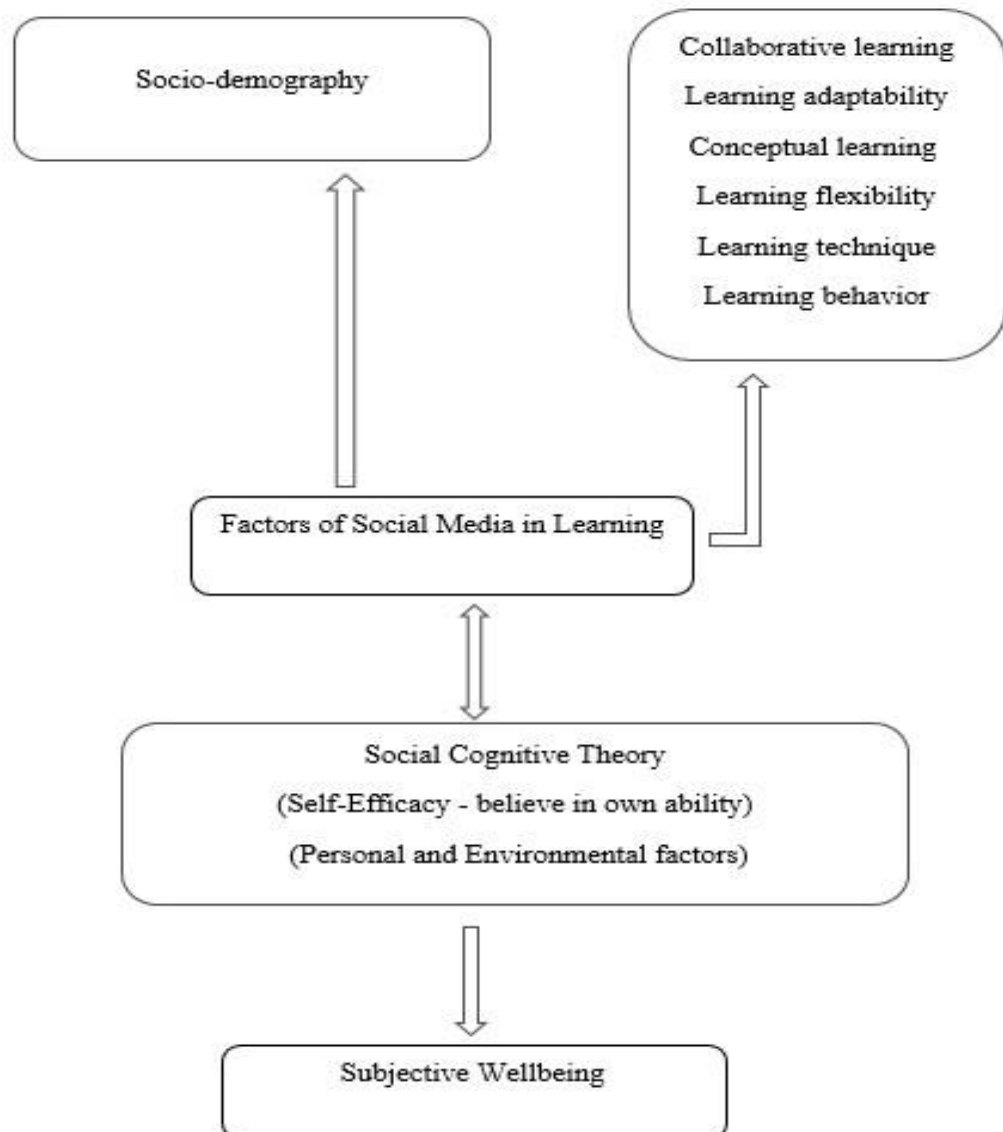 Socio-demography
Collaborative learning
Learning adaptability
Conceptual learning
Learning flexibility
Learning technique
Learning behavior
Factors of Social Media in Learning
Social Cognitive Theory
(Self-Efficacy - believe in own ability)
(Personal and Environmental factors)
Subjective Wellbeing